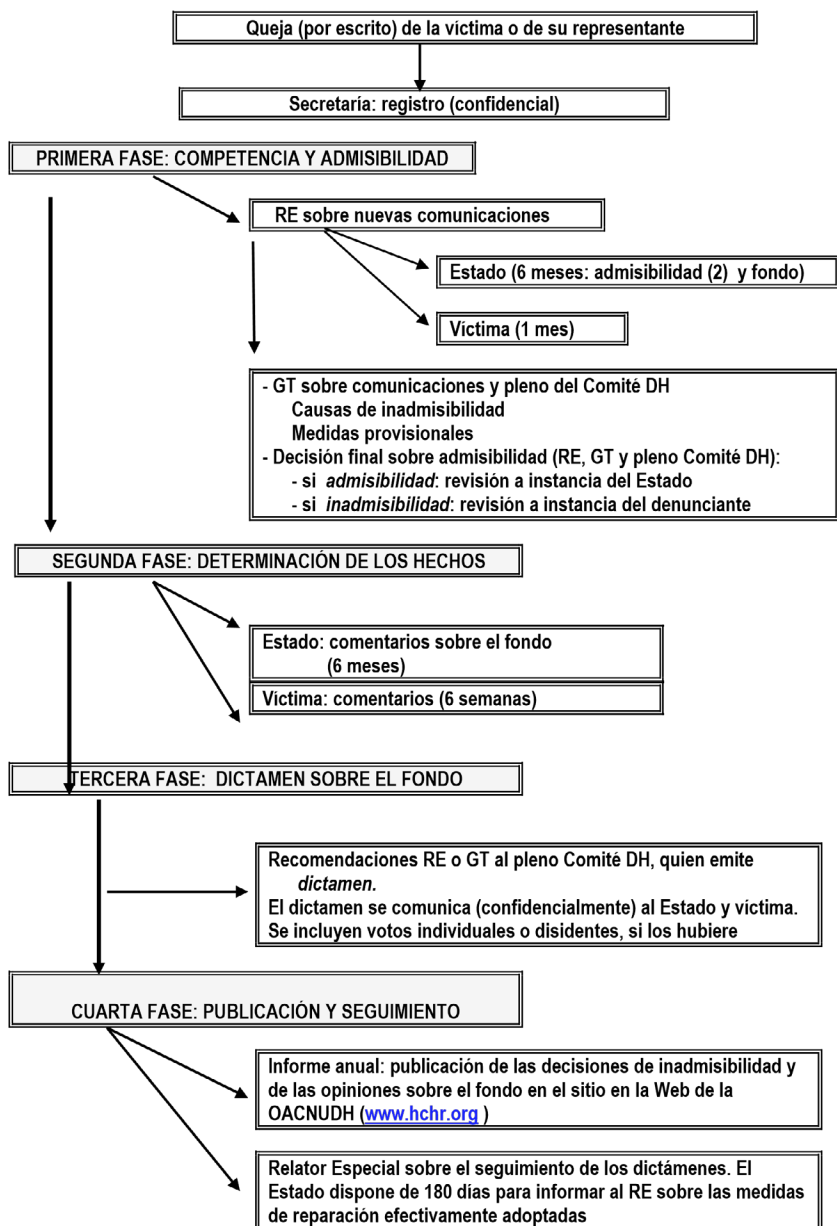 Queja (por escrito) de la víctima o de su representante
Secretaría: registro (confidencial)
PRIMERA FASE: COMPETENCIA Y ADMISIBILIDAD
RE sobre nuevas comunicaciones
Estado (6 meses: admisibilidad (2) y fondo)
Víctima (1 mes)
- GT sobre comunicaciones y pleno del Comité DH
Causas de inadmisibilidad
Medidas provisionales
- Decisión final sobre admisibilidad (RE, GT y pleno Comité DH):
- si admisibilidad: revisión a instancia del Estado
- si inadmisibilidad: revisión a instancia del denunciante
SEGUNDA FASE: DETERMINACIÓN DE LOS HECHOS
Estado: comentarios sobre el fondo
(6 meses)
Víctima: comentarios (6 semanas)
TERCERA FASE: DICTAMEN SOBRE EL FONDO
Recomendaciones RE o GT al pleno Comité DH, quien emite
dictamen.
El dictamen se comunica (confidencialmente) al Estado y víctima.
Se incluyen votos individuales o disidentes, si los hubiere
CUARTA FASE: PUBLICACIÓN Y SEGUIMIENTO
Informe anual: publicación de las decisiones de inadmisibilidad y
de las opiniones sobre el fondo en el sitio en la Web de la
OACNUDH (www.hchr.org )
Relator Especial sobre el seguimiento de los dictámenes. El
Estado dispone de 180 días para informar al RE sobre las medidas
de reparación efectivamente adoptadas